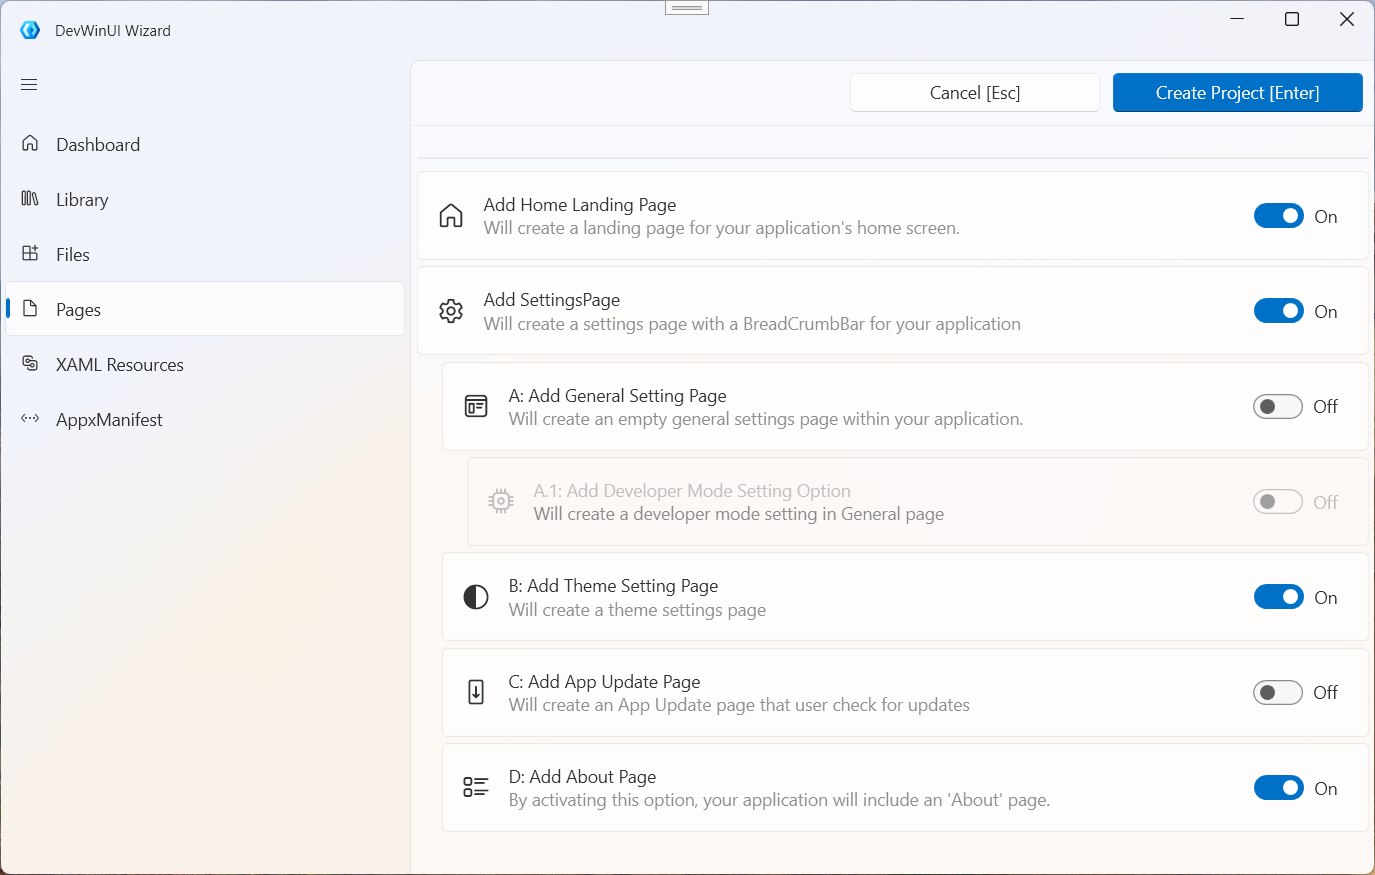 DevWinUI Wizard
Cancel [Esc]
Create Project [Enter]
Dashboard
Library
Files
Pages
XAML Resources
AppxManifest
Add Home Landing Page
Will create a landing page for your application's home screen.
On
Add SettingsPage
Will create a settings page with a BreadCrumbBar for your application
On
A: Add General Setting Page
Will create an empty general settings page within your application.
Off
A.1: Add Developer Mode Setting Option
Will create a developer mode setting in General page
Off
B: Add Theme Setting Page
Will create a theme settings page
On
C: Add App Update Page
Will create an App Update page that user check for updates
Off
D: Add About Page
By activating this option, your application will include an 'About' page.
On